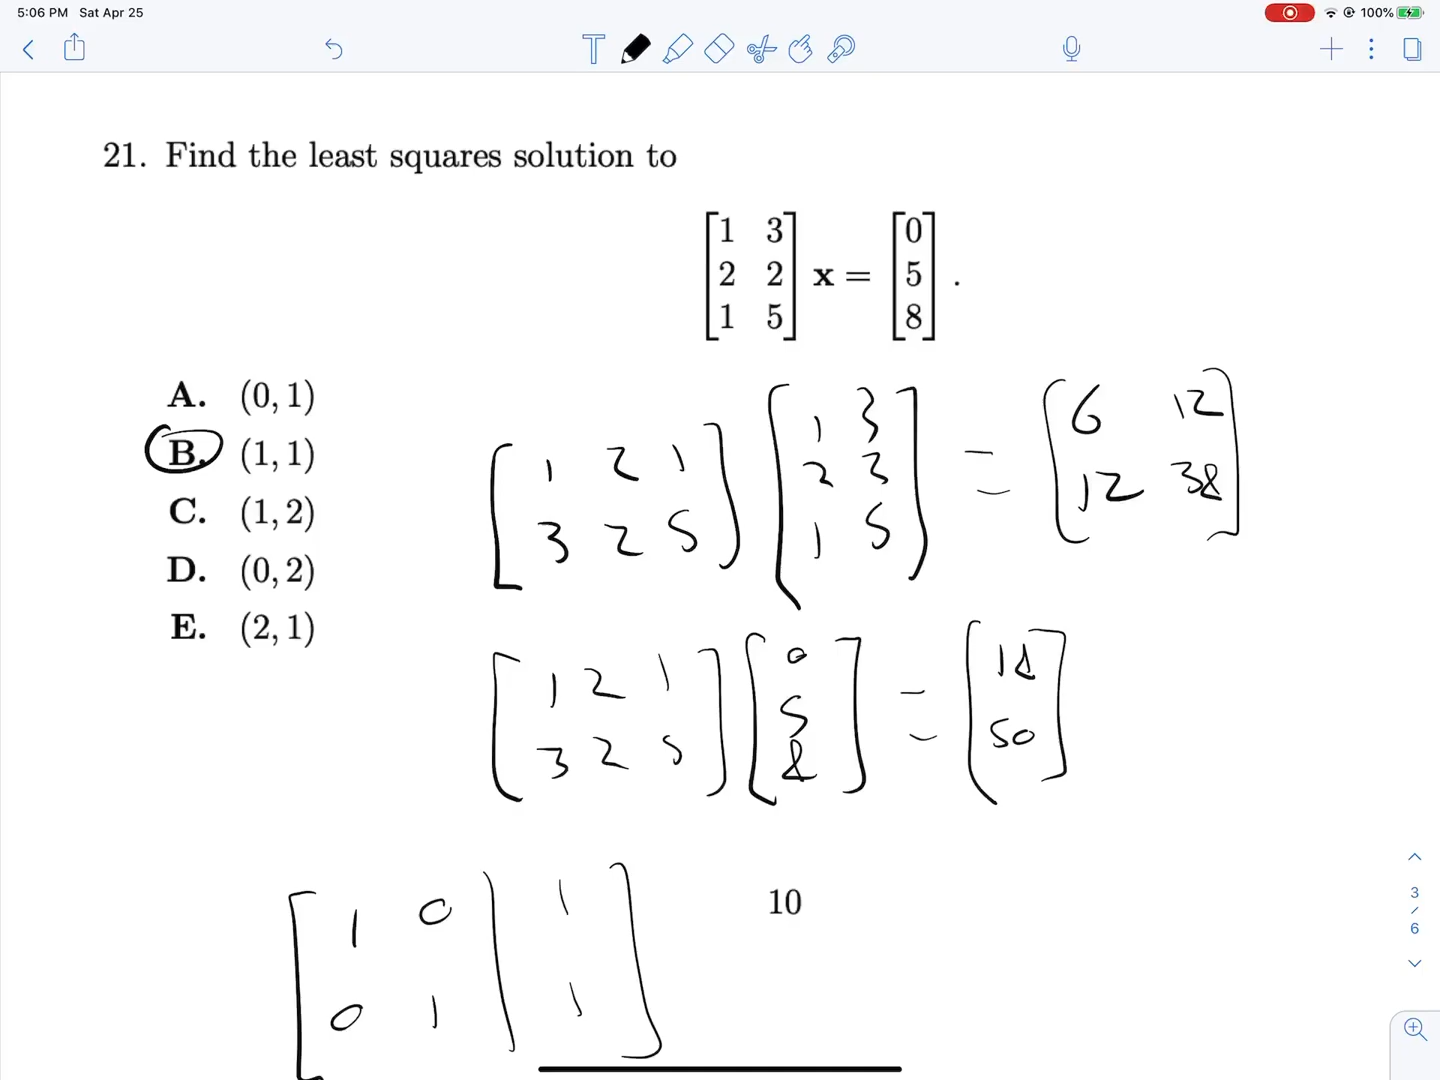 5:06 PM Sat Apr 25
100%
21. Find the least squares solution to
[1 3; 2 2; 1 5] x = [0; 5; 8].
A. (0, 1)
B. (1, 1)
C. (1, 2)
D. (0, 2)
E. (2, 1)
[1 2 1; 3 2 5] [1 3; 2 2; 1 5] = [6 12; 12 38]
[1 2 1; 3 2 5] [0; 5; 8] = [18; 50]
[1 0 | 1; 0 1 | 1]
10
3
/
6